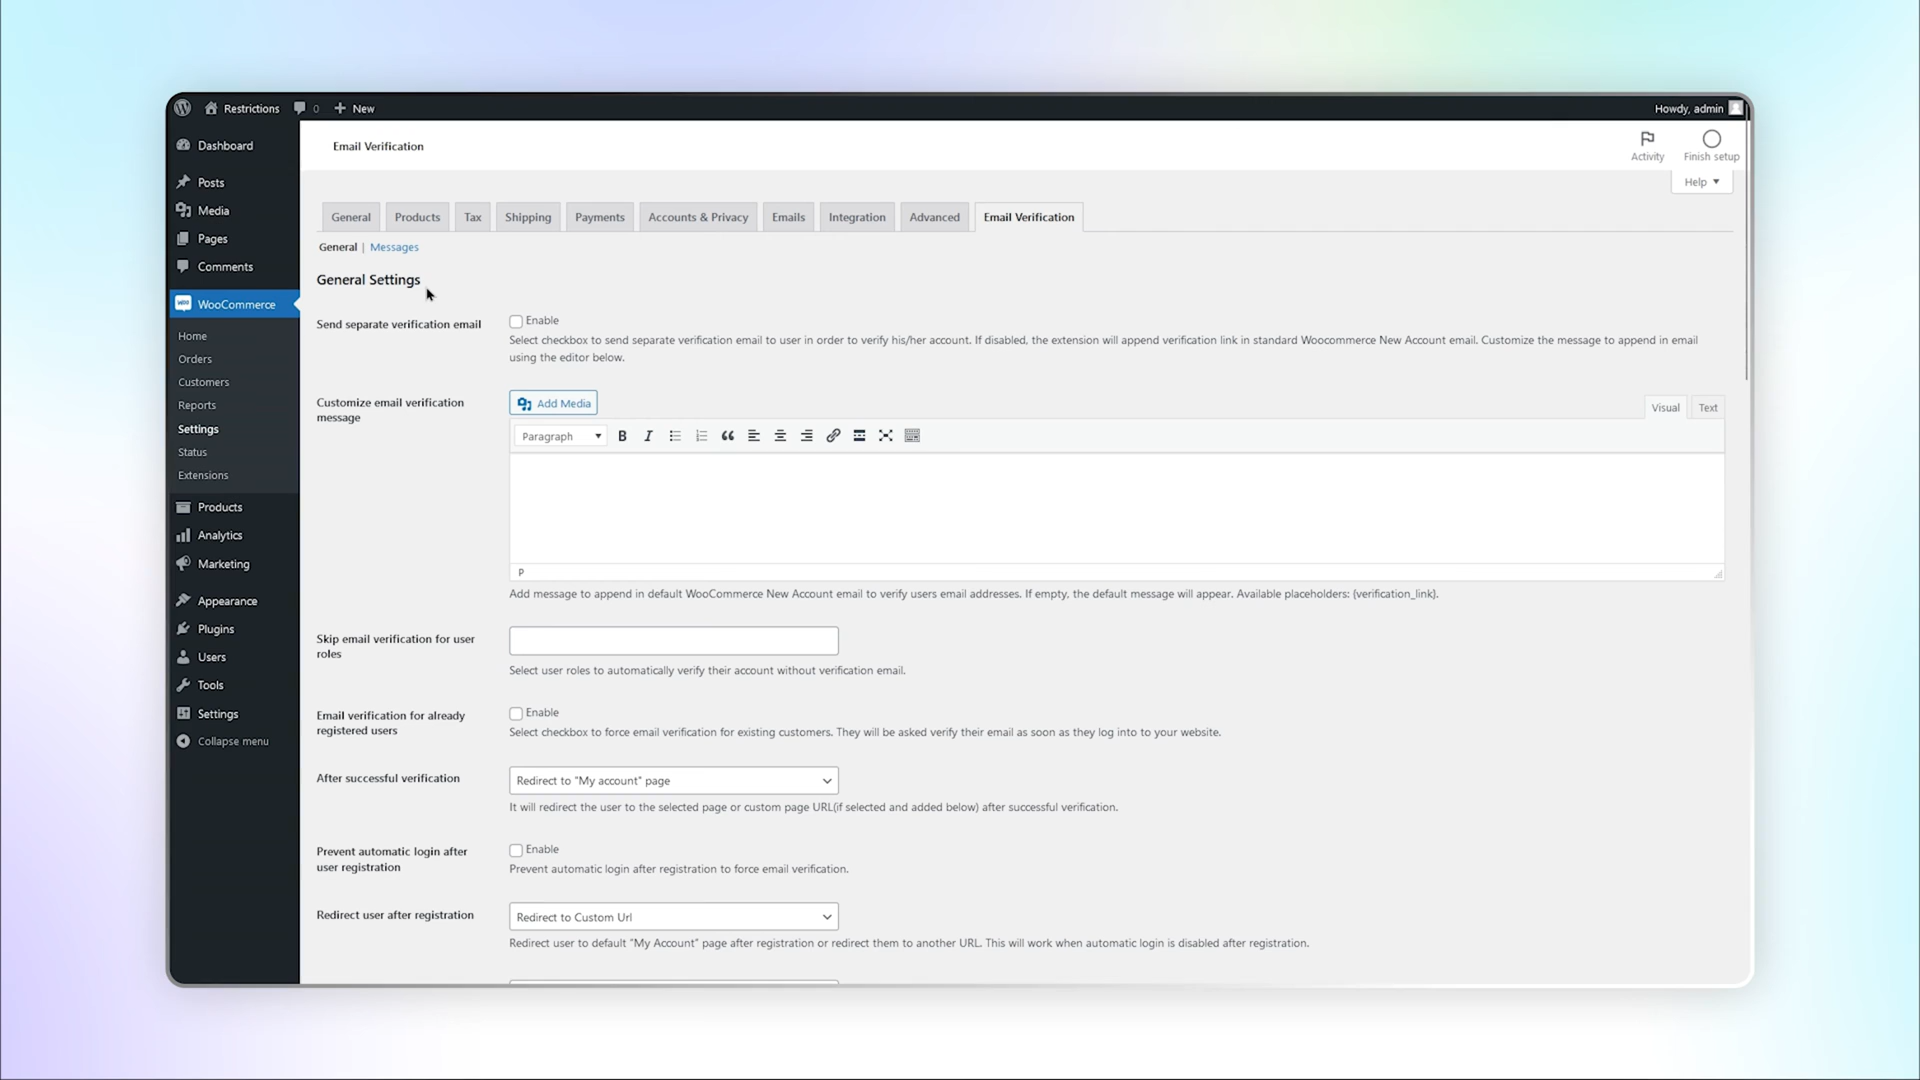 Restrictions 0 New Howdy, admin
Dashboard
Posts
Media
Pages
Comments
WooCommerce
Home
Orders
Customers
Reports
Settings
Status
Extensions
Products
Analytics
Marketing
Appearance
Plugins
Users
Tools
Settings
Collapse menu
Email Verification
Activity
Finish setup
Help
General Products Tax Shipping Payments Accounts & Privacy Emails Integration Advanced Email Verification
General | Messages
General Settings
Send separate verification email
Enable
Select checkbox to send separate verification email to user in order to verify his/her account. If disabled, the extension will append verification link in standard Woocommerce New Account email. Customize the message to append in email
using the editor below.
Customize email verification
message
Add Media
Visual Text
Paragraph
P
Add message to append in default WooCommerce New Account email to verify users email addresses. If empty, the default message will appear. Available placeholders: {verification_link}.
Skip email verification for user
roles
Select user roles to automatically verify their account without verification email.
Email verification for already
registered users
Enable
Select checkbox to force email verification for existing customers. They will be asked verify their email as soon as they log into to your website.
After successful verification
Redirect to "My account" page
It will redirect the user to the selected page or custom page URL(if selected and added below) after successful verification.
Prevent automatic login after
user registration
Enable
Prevent automatic login after registration to force email verification.
Redirect user after registration
Redirect to Custom Url
Redirect user to default "My Account" page after registration or redirect them to another URL. This will work when automatic login is disabled after registration.